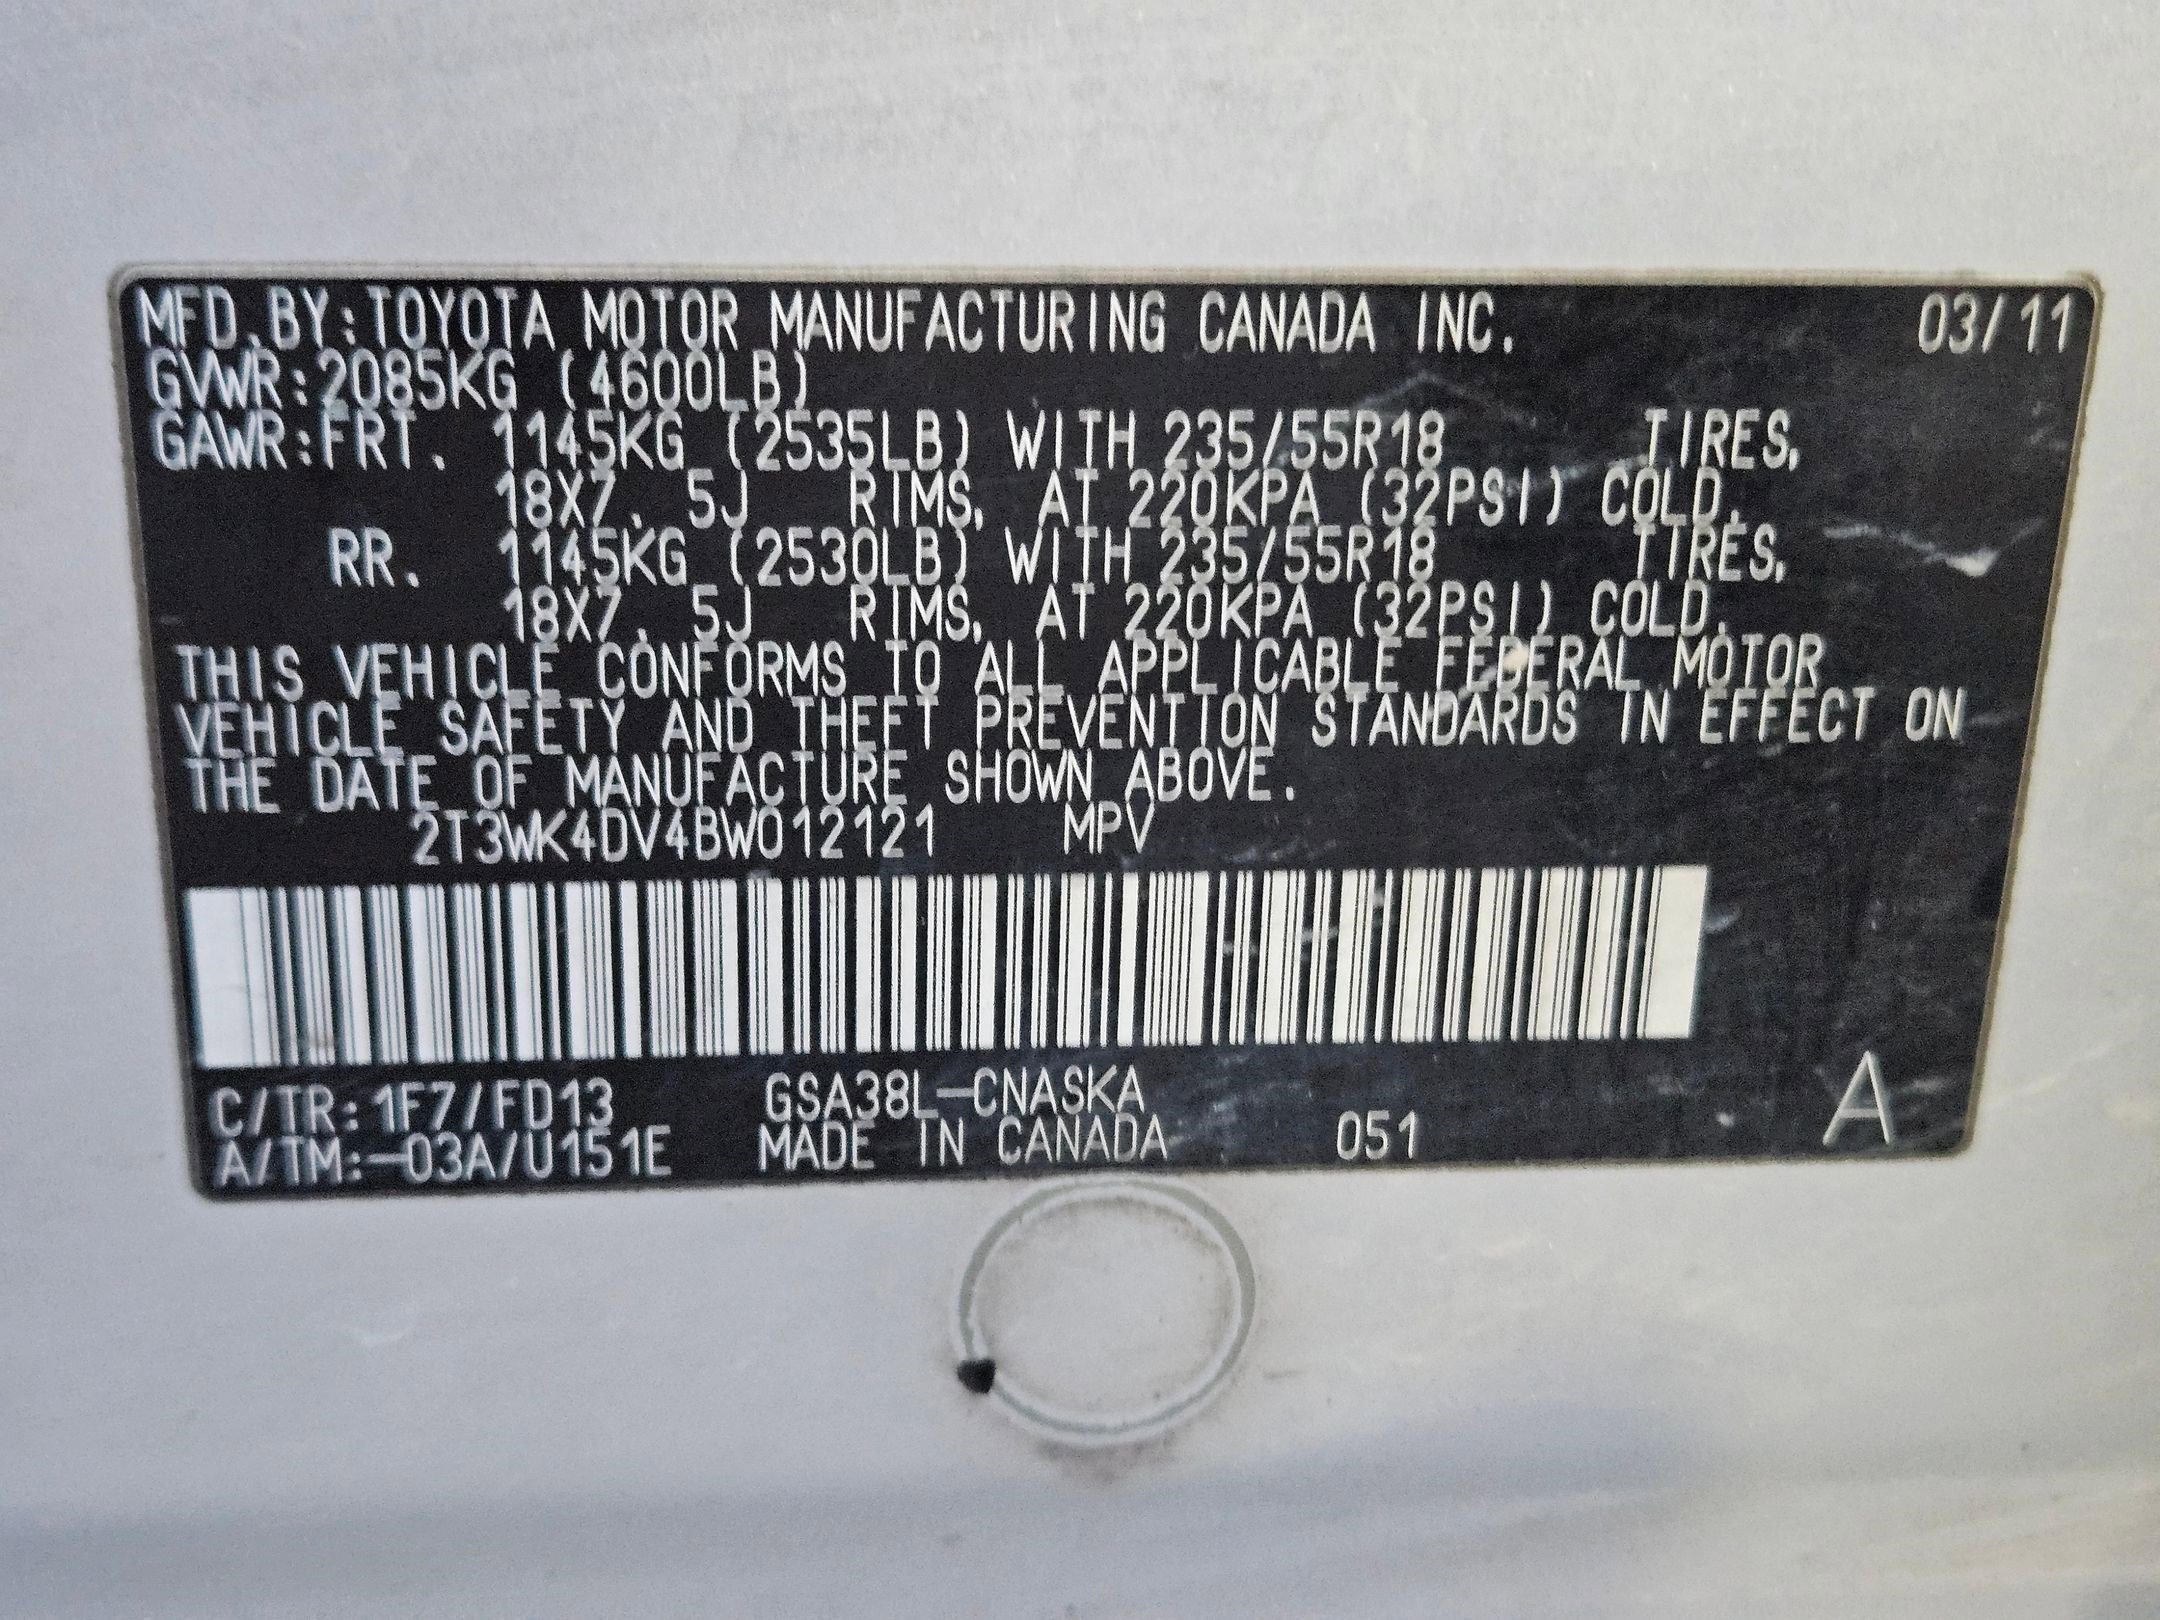 MFD.BY:TOYOTA MOTOR MANUFACTURING CANADA INC. 03/11
GVWR:2085KG (4600LB)
GAWR:FRT. 1145KG (2535LB) WITH 235/55R18 TIRES,
18X7.5J RIMS, AT 220KPA (32PSI) COLD.
RR. 1145KG (2530LB) WITH 235/55R18 TIRES,
18X7.5J RIMS, AT 220KPA (32PSI) COLD.
THIS VEHICLE CONFORMS TO ALL APPLICABLE FEDERAL MOTOR
VEHICLE SAFETY AND THEFT PREVENTION STANDARDS IN EFFECT ON
THE DATE OF MANUFACTURE SHOWN ABOVE.
2T3WK4DV4BW012121 MPV
C/TR:1F7/FD13 GSA38L-CNASKA
A/TM:-03A/U151E MADE IN CANADA 051 A